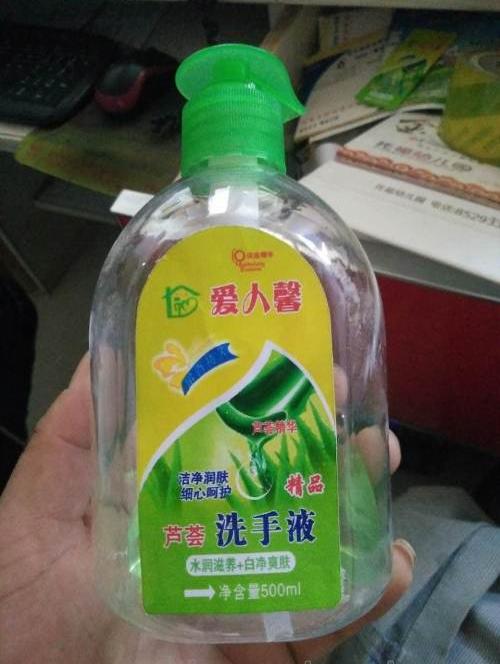 爱人馨
芦荟精华
洁净润肤
细心呵护
精品
芦荟 洗手液
水润滋养+白净爽肤
净含量500ml